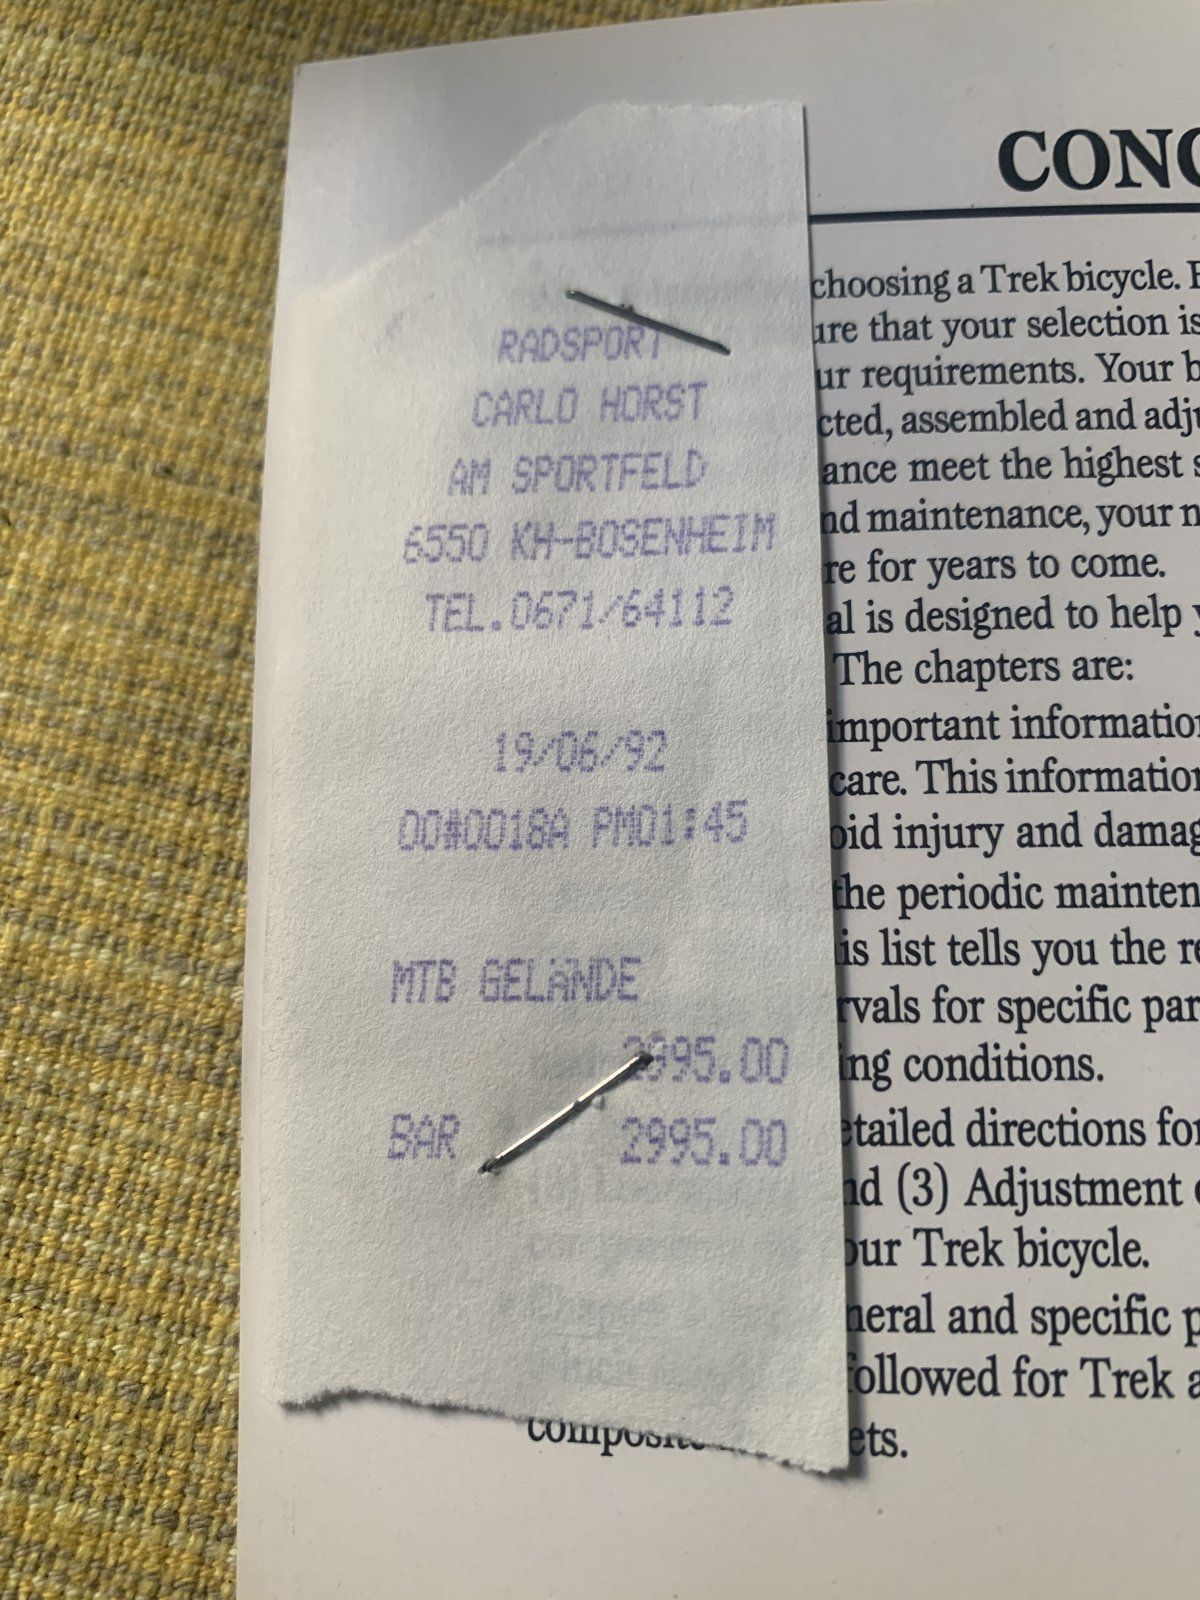 RADSPORT
CARLO HORST
AM SPORTFELD
6550 KH-BOSENHEIM
TEL.0671/64112
19/06/92
00#0018A PM01:45
MTB GELäNDE
2995.00
BAR 2995.00
CONC
choosing a Trek bicycle.
ure that your selection is
ur requirements. Your b
cted, assembled and adju
ance meet the highest s
nd maintenance, your n
re for years to come.
al is designed to help y
The chapters are:
important information
care. This information
oid injury and damag
the periodic mainten
is list tells you the re
rvals for specific par
ing conditions.
etailed directions for
nd (3) Adjustment
our Trek bicycle.
neral and specific p
followed for Trek a
ets.